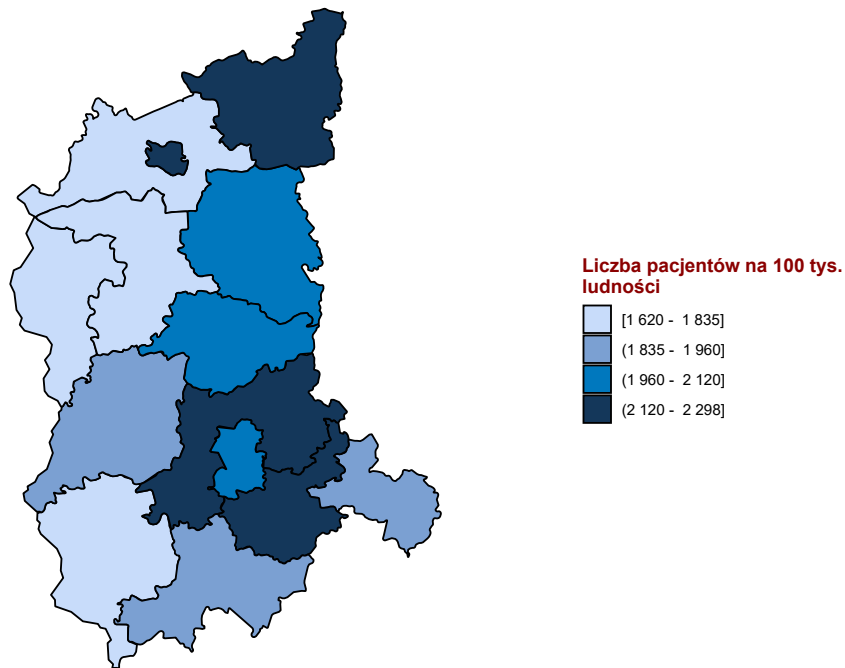 Liczba pacjentów na 100 tys.
ludności
[1 620 - 1 835]
(1 835 - 1 960]
(1 960 - 2 120]
(2 120 - 2 298]